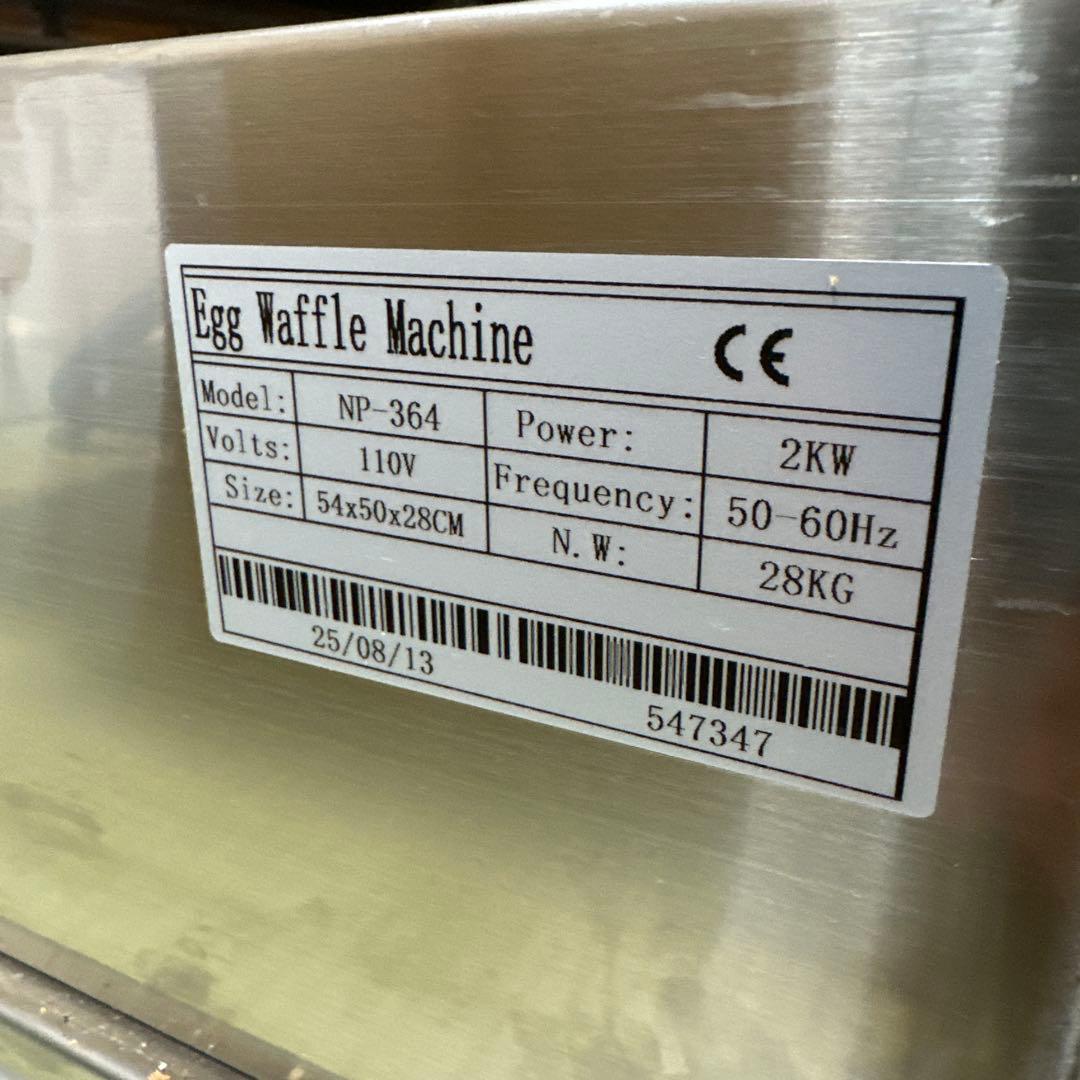 Egg Waffle Machine CE
Model: NP-364 Power: 2KW
Volts: 110V Frequency: 50-60Hz
Size: 54x50x28CM N.W: 28KG
25/08/13
547347